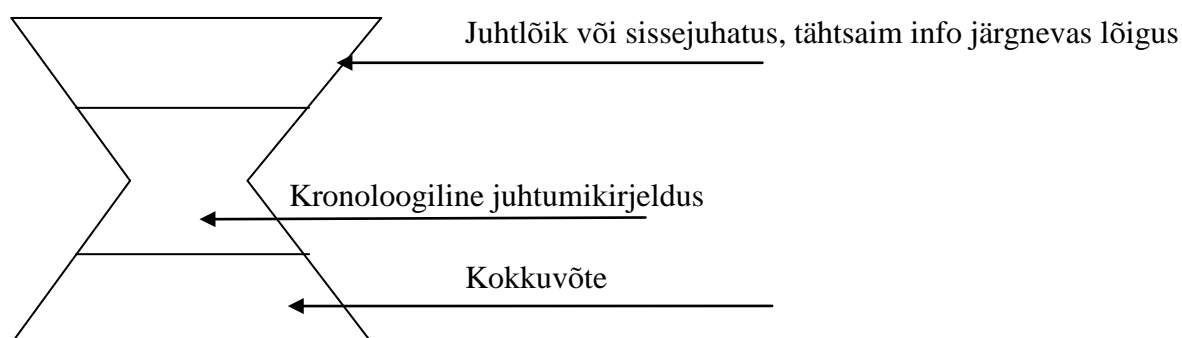 Juhtlõik või sissejuhatus, tähtsaim info järgnevas lõigus
Kronoloogiline juhtumikirjeldus
Kokkuvõte